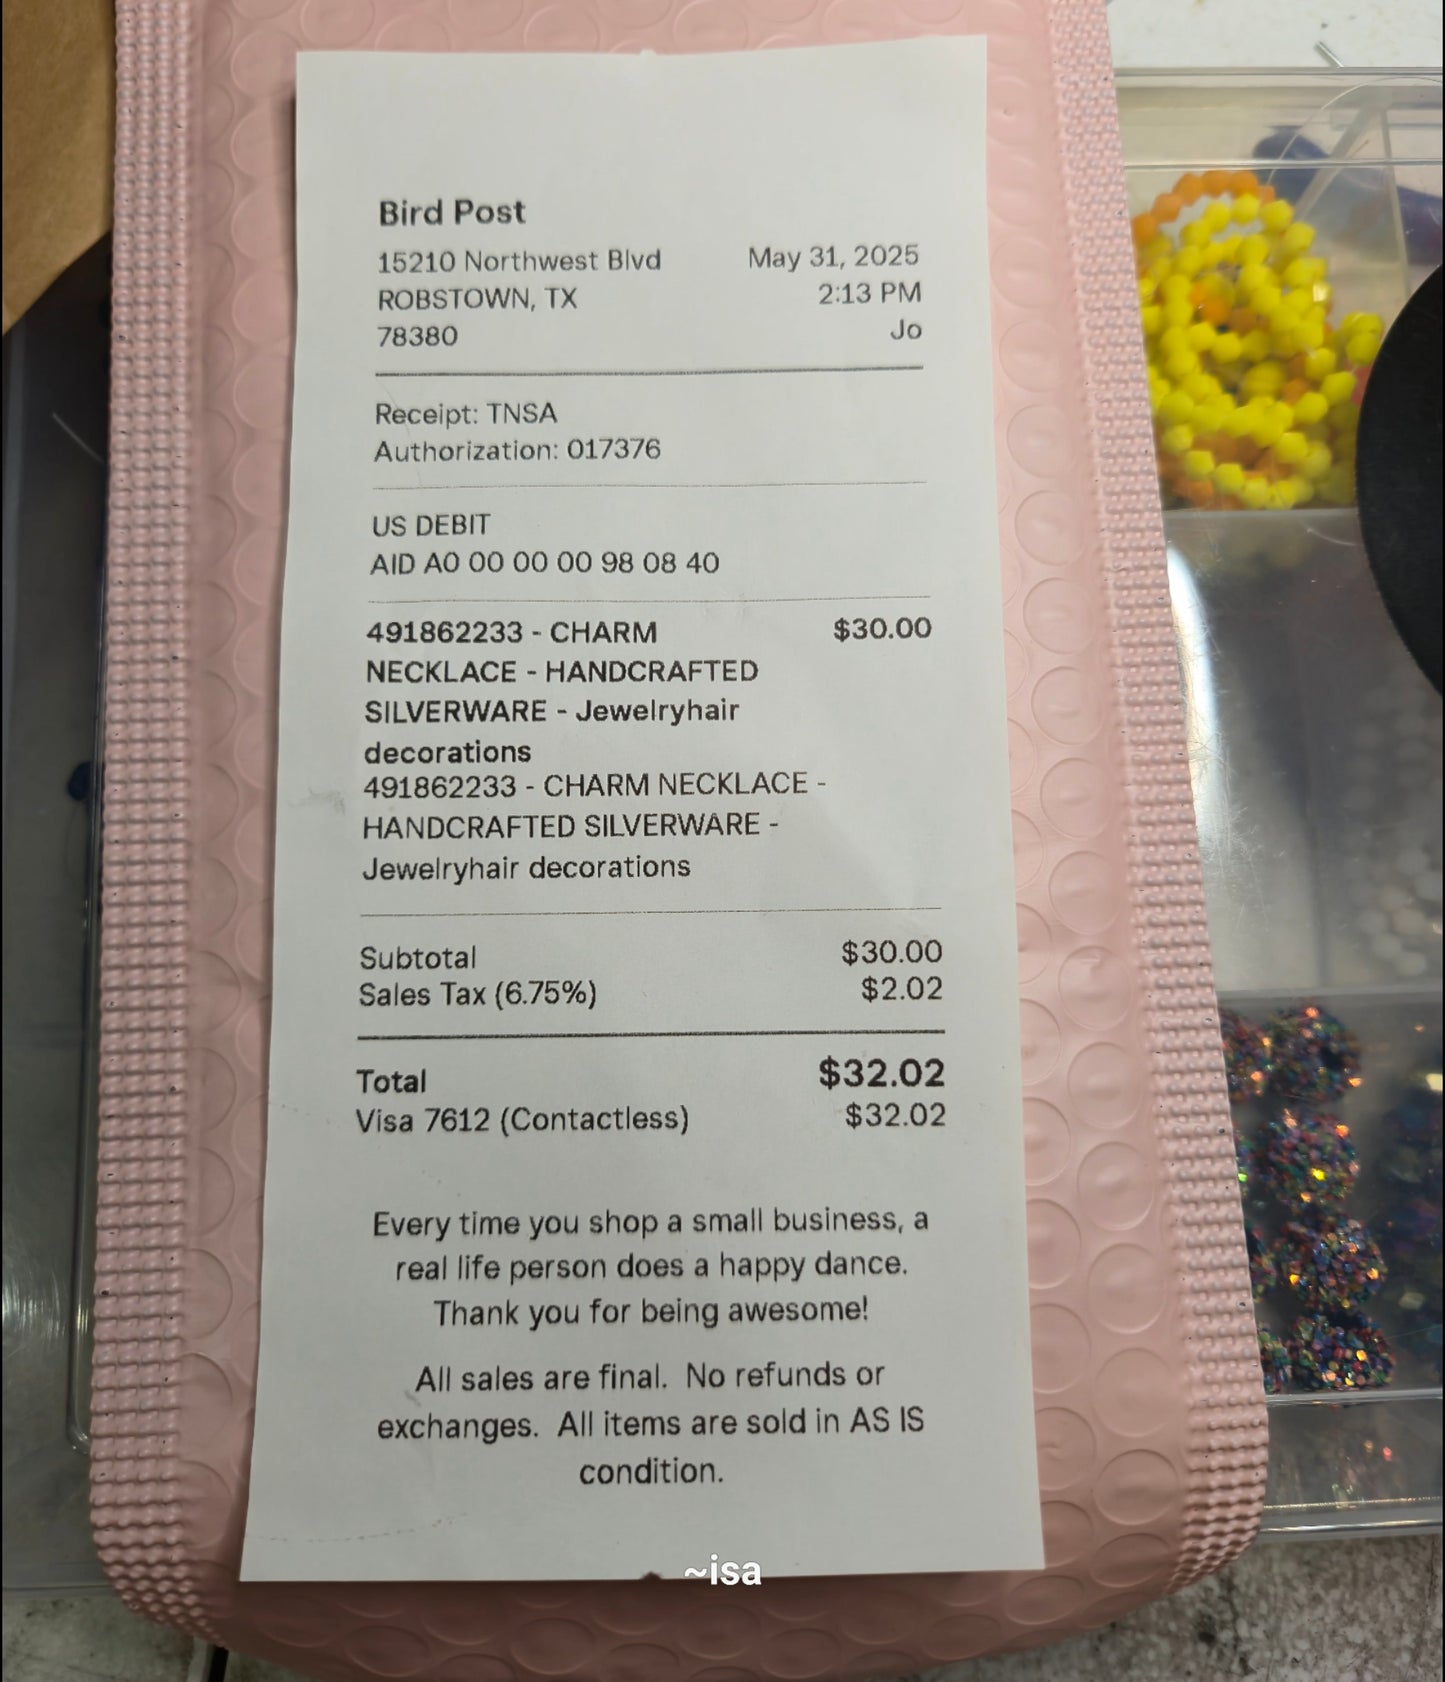 Bird Post
15210 Northwest Blvd May 31, 2025
ROBSTOWN, TX 2:13 PM
78380 Jo
Receipt: TNSA
Authorization: 017376
US DEBIT
AID A0 00 00 00 98 08 40
491862233 - CHARM $30.00
NECKLACE - HANDCRAFTED
SILVERWARE - Jewelryhair
decorations
491862233 - CHARM NECKLACE -
HANDCRAFTED SILVERWARE -
Jewelryhair decorations
Subtotal $30.00
Sales Tax (6.75%) $2.02
Total $32.02
Visa 7612 (Contactless) $32.02
Every time you shop a small business, a
real life person does a happy dance.
Thank you for being awesome!
All sales are final. No refunds or
exchanges. All items are sold in AS IS
condition.
~isa